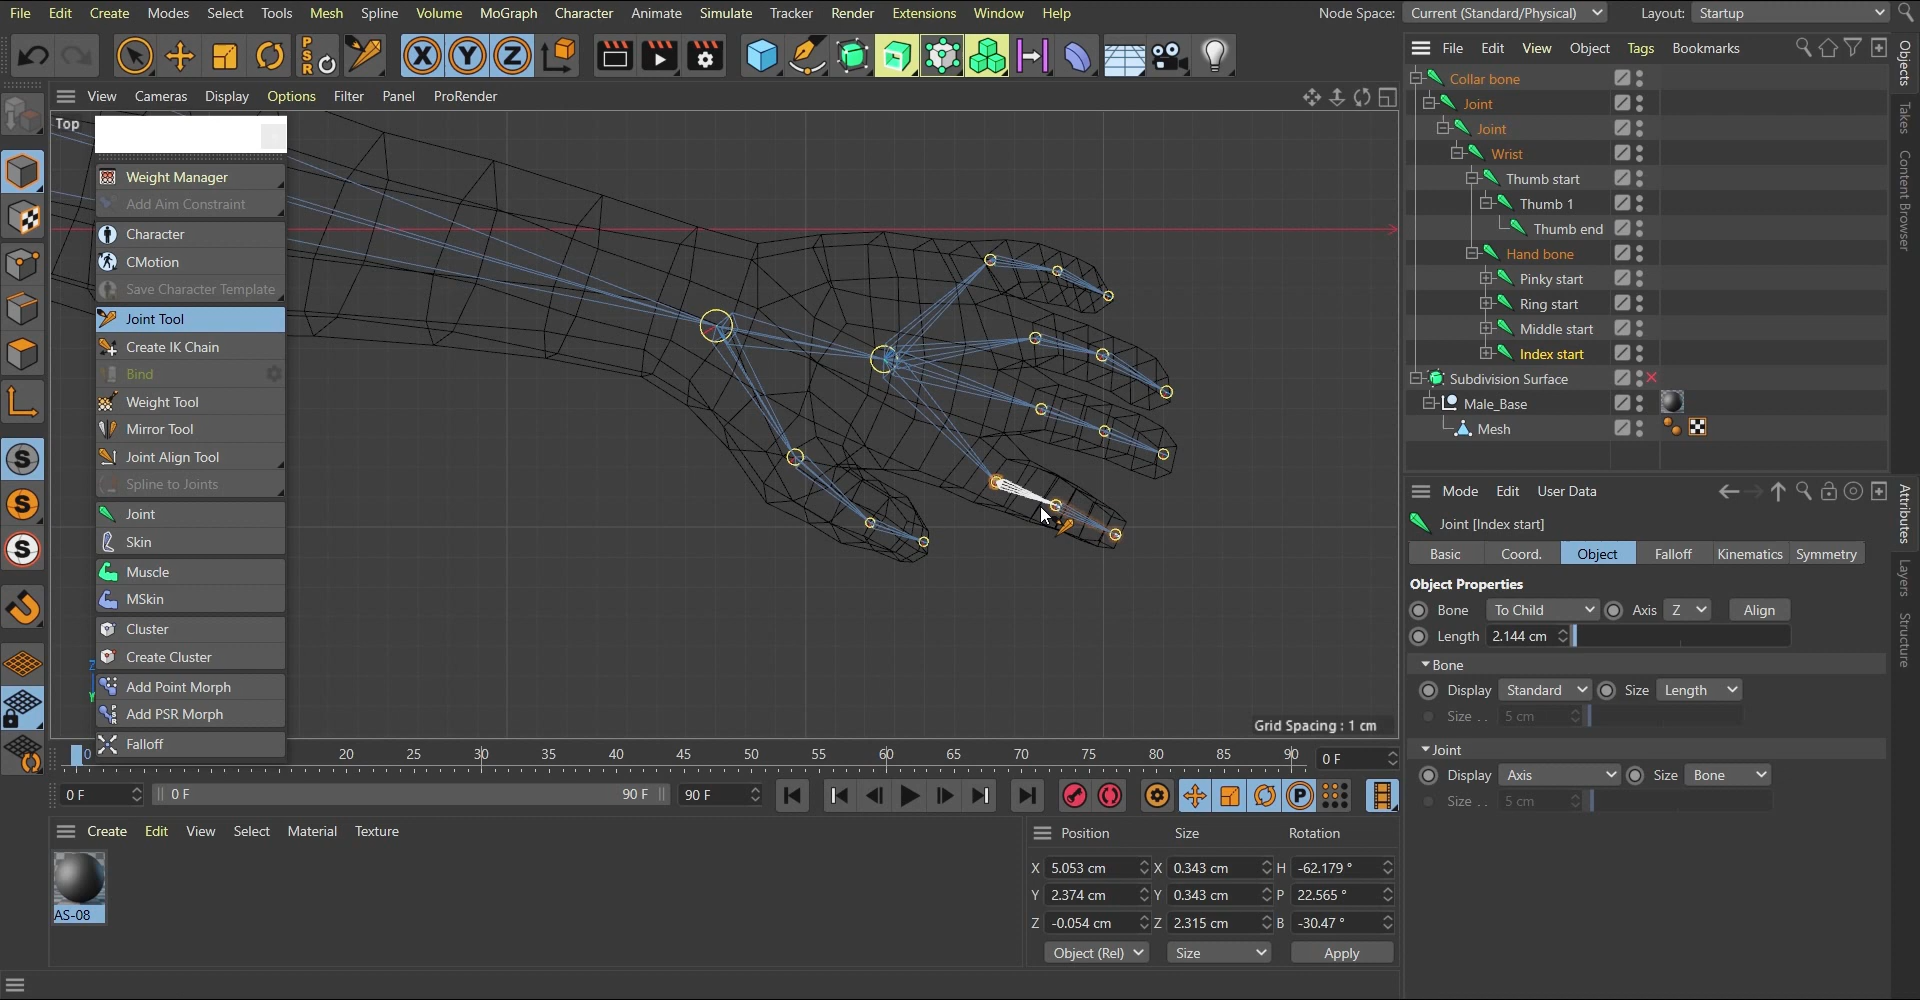 File Edit Create Modes Select Tools Mesh Spline Volume MoGraph Character Animate Simulate Tracker Render Extensions Window Help Node Space: Current (Standard/Physical) Layout: Startup
PSR X Y Z
File Edit View Object Tags Bookmarks
View Cameras Display Options Filter Panel ProRender
Top
Weight Manager
Add Aim Constraint
Character
CMotion
Save Character Template
Joint Tool
Create IK Chain
Bind
Weight Tool
Mirror Tool
Joint Align Tool
Spline to Joints
Joint
Skin
Muscle
MSkin
Cluster
Create Cluster
Add Point Morph
Add PSR Morph
Falloff
Z
Y
Grid Spacing : 1 cm
Collar bone
Joint
Joint
Wrist
Thumb start
Thumb 1
Thumb end
Hand bone
Pinky start
Ring start
Middle start
Index start
Subdivision Surface
Male_Base
Mesh
Objects
Takes
Content Browser
Mode Edit User Data
Joint [Index start]
Basic Coord. Object Falloff Kinematics Symmetry
Object Properties
Bone To Child Axis Z Align
Length 2.144 cm
Bone
Display Standard Size Length
Size . . 5 cm
Joint
Display Axis Size Bone
Size . . 5 cm
Attributes
Layers
Structure
0 20 25 30 35 40 45 50 55 60 65 70 75 80 85 90 0 F
0 F 0 F 90 F 90 F P
Create Edit View Select Material Texture
AS-08
Position Size Rotation
X 5.053 cm X 0.343 cm H -62.179 °
Y 2.374 cm Y 0.343 cm P 22.565 °
Z -0.054 cm Z 2.315 cm B -30.47 °
Object (Rel) Size Apply